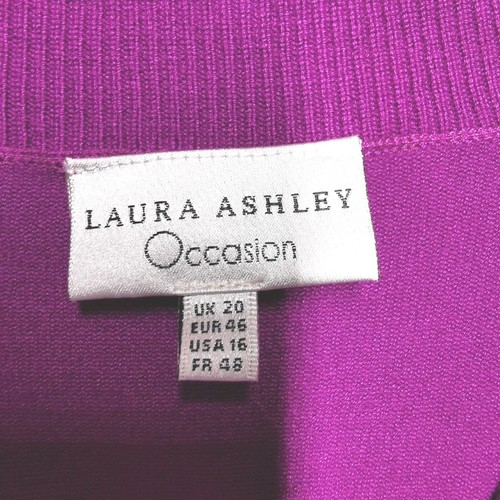 LAURA ASHLEY
Occasion
UK 20
EUR 46
USA 16
FR 48